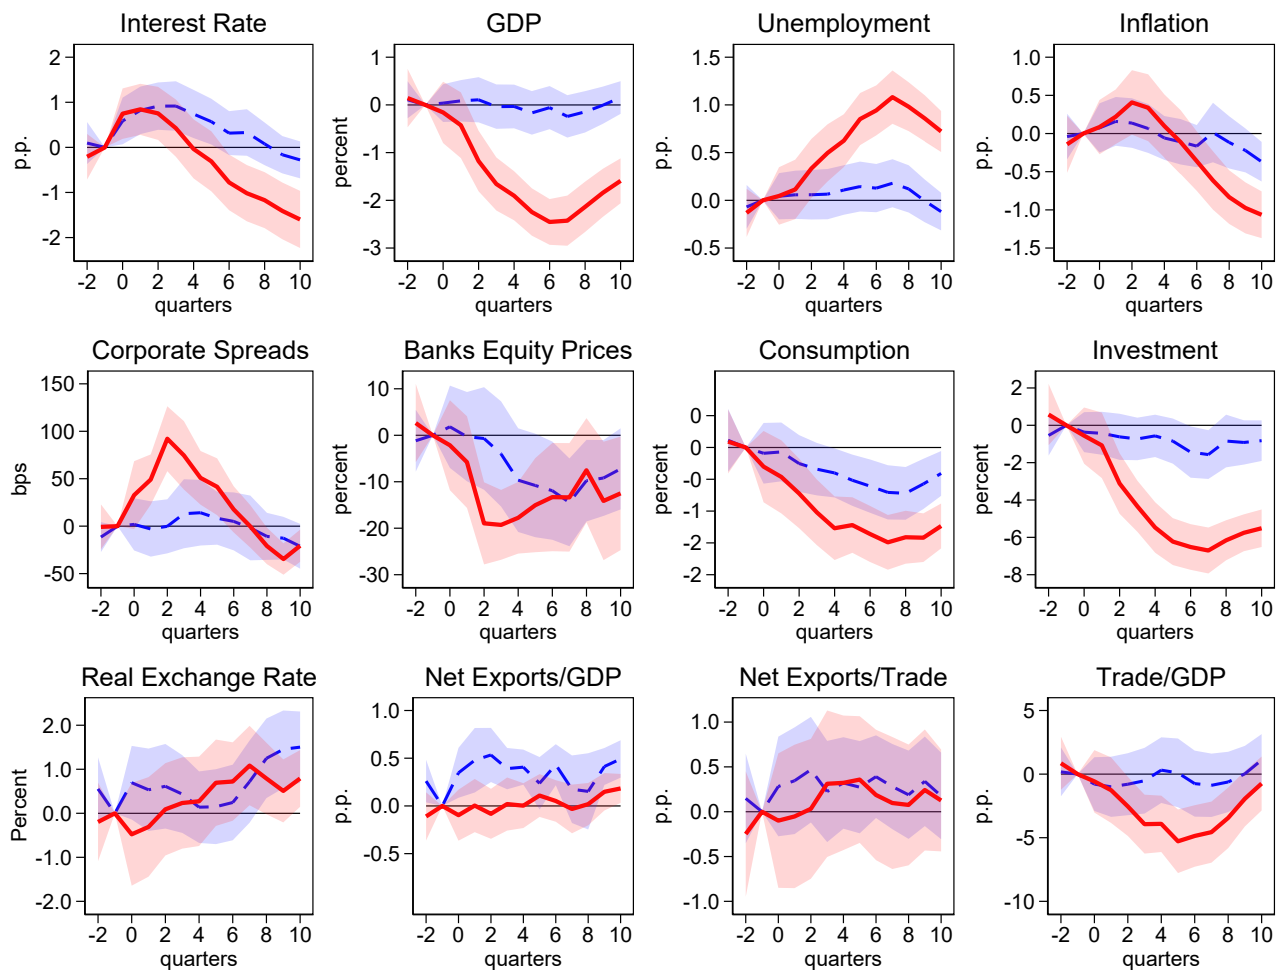 Interest Rate GDP Unemployment Inflation
2
1
0
-1
-2
p.p.
-2 0 2 4 6 8 10
quarters
1
0
-1
-2
-3
percent
-2 0 2 4 6 8 10
quarters
1.5
1.0
0.5
0.0
-0.5
p.p.
-2 0 2 4 6 8 10
quarters
1.0
0.5
0.0
-0.5
-1.0
-1.5
p.p.
-2 0 2 4 6 8 10
quarters
Corporate Spreads Banks Equity Prices Consumption Investment
150
100
50
0
-50
bps
-2 0 2 4 6 8 10
quarters
10
0
-10
-20
-30
percent
-2 0 2 4 6 8 10
quarters
0
0
-0
-1
-2
-2
percent
-2 0 2 4 6 8 10
quarters
2
0
-2
-4
-6
-8
percent
-2 0 2 4 6 8 10
quarters
Real Exchange Rate Net Exports/GDP Net Exports/Trade Trade/GDP
2.0
1.0
0.0
-1.0
-2.0
Percent
-2 0 2 4 6 8 10
quarters
1.0
0.5
0.0
-0.5
p.p.
-2 0 2 4 6 8 10
quarters
1.0
0.5
0.0
-0.5
-1.0
p.p.
-2 0 2 4 6 8 10
quarters
5
0
-5
-10
p.p.
-2 0 2 4 6 8 10
quarters